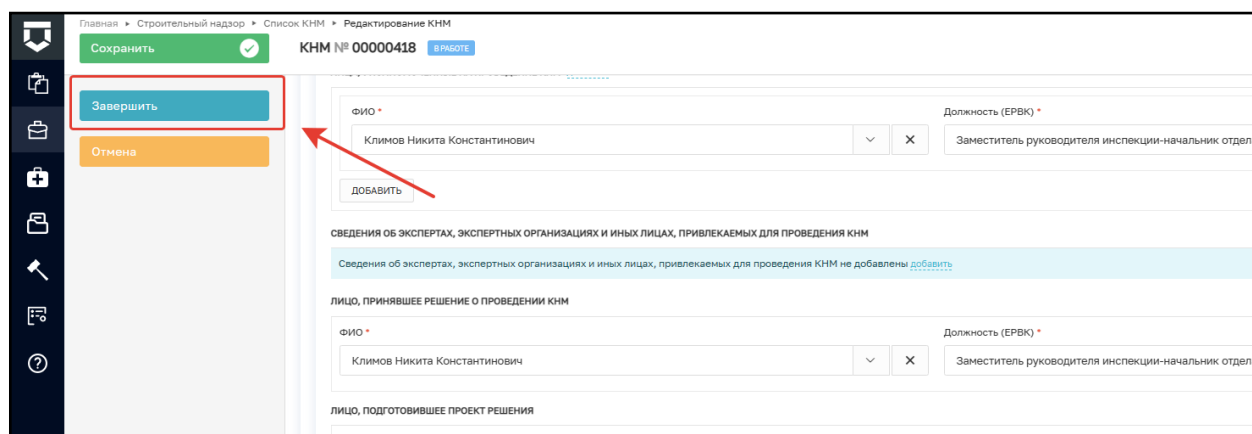 Главная ▸ Строительный надзор ▸ Список КНМ ▸ Редактирование КНМ
Сохранить
КНМ № 00000418 В РАБОТЕ
Завершить
Отмена
ФИО * Должность (ЕРВК) *
Климов Никита Константинович Заместитель руководителя инспекции-начальник отдел
ДОБАВИТЬ
СВЕДЕНИЯ ОБ ЭКСПЕРТАХ, ЭКСПЕРТНЫХ ОРГАНИЗАЦИЯХ И ИНЫХ ЛИЦАХ, ПРИВЛЕКАЕМЫХ ДЛЯ ПРОВЕДЕНИЯ КНМ
Сведения об экспертах, экспертных организациях и иных лицах, привлекаемых для проведения КНМ не добавлены добавить
ЛИЦО, ПРИНЯВШЕЕ РЕШЕНИЕ О ПРОВЕДЕНИИ КНМ
ФИО * Должность (ЕРВК) *
Климов Никита Константинович Заместитель руководителя инспекции-начальник отдел
ЛИЦО, ПОДГОТОВИВШЕЕ ПРОЕКТ РЕШЕНИЯ